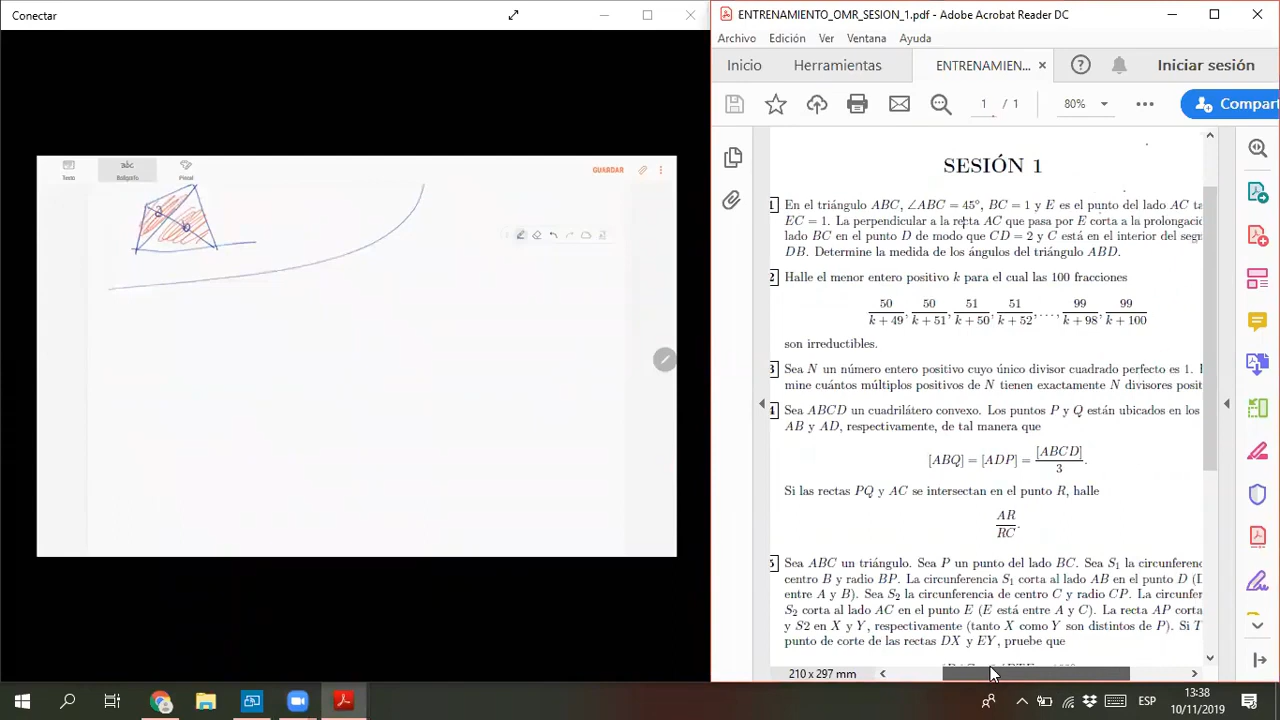 Conectar
Texto
abc
Bolígrafo
Pincel
GUARDAR
ENTRENAMIENTO_OMR_SESION_1.pdf - Adobe Acrobat Reader DC
Archivo Edición Ver Ventana Ayuda
Inicio Herramientas ENTRENAMIEN... Iniciar sesión
1 / 1 80% Compart
SESIÓN 1
1 En el triángulo ABC, ∠ABC = 45°, BC = 1 y E es el punto del lado AC ta
EC = 1. La perpendicular a la recta AC que pasa por E corta a la prolongació
lado BC en el punto D de modo que CD = 2 y C está en el interior del segr
DB. Determine la medida de los ángulos del triángulo ABD.
2 Halle el menor entero positivo k para el cual las 100 fracciones
50/(k + 49), 50/(k + 51), 51/(k + 50), 51/(k + 52), . . . , 99/(k + 98), 99/(k + 100)
son irreductibles.
3 Sea N un número entero positivo cuyo único divisor cuadrado perfecto es 1.
mine cuántos múltiplos positivos de N tienen exactamente N divisores posit
4 Sea ABCD un cuadrilátero convexo. Los puntos P y Q están ubicados en los
AB y AD, respectivamente, de tal manera que
[ABQ] = [ADP] = [ABCD]/3.
Si las rectas PQ y AC se intersectan en el punto R, halle
AR/RC.
5 Sea ABC un triángulo. Sea P un punto del lado BC. Sea S₁ la circunferenc
centro B y radio BP. La circunferencia S₁ corta al lado AB en el punto D (D
entre A y B). Sea S₂ la circunferencia de centro C y radio CP. La circunfer
S₂ corta al lado AC en el punto E (E está entre A y C). La recta AP corta
y S2 en X y Y, respectivamente (tanto X como Y son distintos de P). Si T
punto de corte de las rectas DX y EY, pruebe que
210 x 297 mm
ESP
13:38
10/11/2019